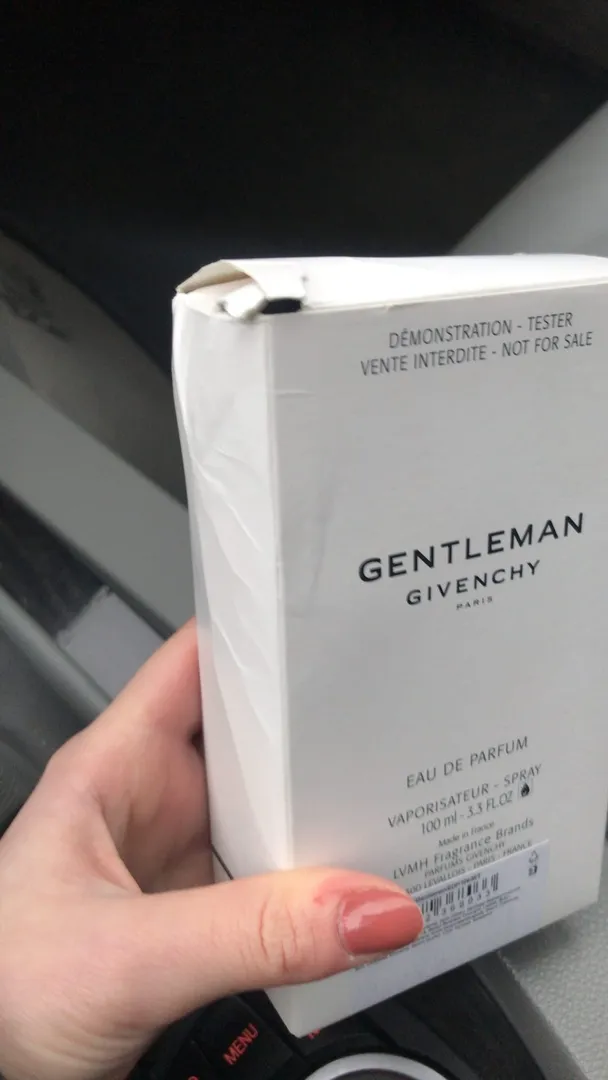 DÉMONSTRATION - TESTER
VENTE INTERDITE - NOT FOR SALE
GENTLEMAN
GIVENCHY
PARIS
EAU DE PARFUM
VAPORISATEUR - SPRAY
100 ml - 3.3 FL.OZ
Made in France
LVMH Fragrance Brands
PARFUMS GIVENCHY
LEVALLOIS - PARIS - FRANCE
MENU